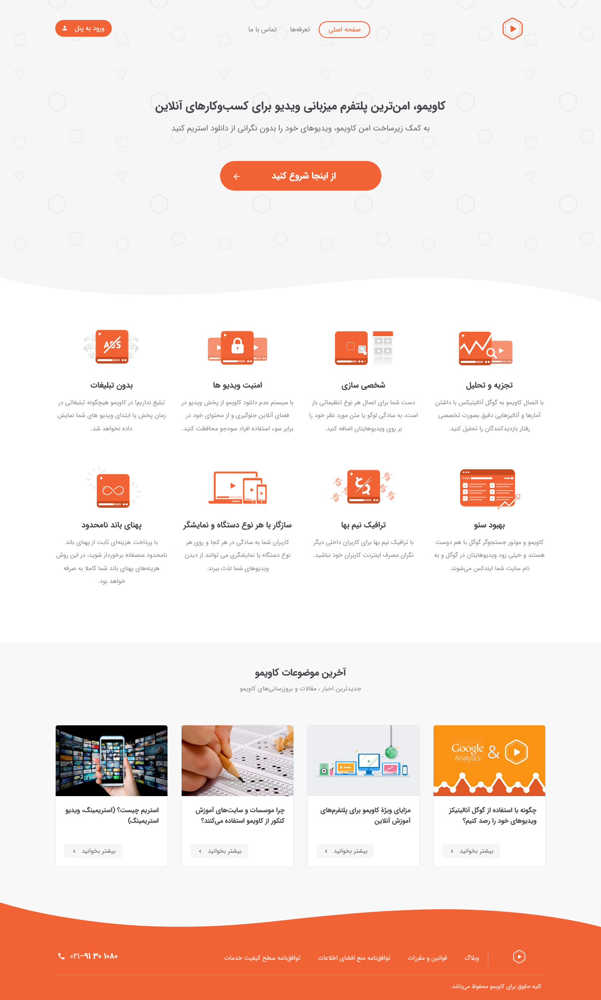 صفحه اصلی
تعرفه‌ها
تماس با ما
ورود به پنل
کاویمو، امن‌ترین پلتفرم میزبانی ویدیو برای کسب‌وکارهای آنلاین
به کمک زیرساخت امن کاویمو، ویدیوهای خود را بدون نگرانی از دانلود استریم کنید
از اینجا شروع کنید
تجزیه و تحلیل
با اتصال کاویمو به گوگل آنالیتیکس با داشتن
آمارها و آنالیزهایی دقیق بصورت تخصصی
رفتار بازدیدکنندگان را تحلیل کنید.
شخصی سازی
دست شما برای اعمال هر نوع تنظیماتی باز
است، به سادگی لوگو یا متن مورد نظر خود را
بر روی ویدیوهایتان اضافه کنید.
امنیت ویدیو ها
با سیستم عدم دانلود کاویمو از پخش ویدیو در
فضای آنلاین جلوگیری و از محتوای خود در
برابر سوء استفاده افراد سودجو محافظت کنید.
ADS
بدون تبلیغات
تبلیغ نداریم! در کاویمو هیچگونه تبلیغاتی در
زمان پخش یا ابتدای ویدیو های شما نمایش
داده نخواهد شد.
Google
بهبود سئو
کاویمو و موتور جستجوگر گوگل با هم دوست
هستند و خیلی زود ویدیوهایتان در گوگل و به
نام سایت شما ایندکس می‌شوند.
ترافیک نیم بها
با ترافیک نیم بها برای کاربران داخلی دیگر
نگران مصرف اینترنت کاربران خود نباشید.
سازگار با هر نوع دستگاه و نمایشگر
کاربران شما به سادگی در هر کجا و روی هر
نوع دستگاه یا نمایشگری می توانند از دیدن
ویدیوهای شما لذت ببرند.
پهنای باند نامحدود
با پرداخت هزینه‌ای ثابت از پهنای باند
نامحدود منصفانه برخوردار شوید، در این روش
هزینه‌های پهنای باند شما کاملا به صرفه
خواهد بود.
آخرین موضوعات کاویمو
جدیدترین اخبار ، مقالات و بروزرسانی‌های کاویمو
Google
Analytics
&
چگونه با استفاده از گوگل آنالیتیکز
ویدیوهای خود را رصد کنیم؟
بیشتر بخوانید
مزایای ویژهٔ کاویمو برای پلتفرم‌های
آموزش آنلاین
بیشتر بخوانید
چرا موسسات و سایت‌های آموزش
کنکور از کاویمو استفاده می‌کنند؟
بیشتر بخوانید
استریم چیست؟ (استریمینگ، ویدیو
استریمینگ)
بیشتر بخوانید
وبلاگ
قوانین و مقررات
توافق‌نامه منع افشای اطلاعات
توافق‌نامه سطح کیفیت خدمات
۰۲۱–۹۱ ۳۰ ۱۰۸۰
کلیه حقوق برای کاویمو محفوظ می‌باشد.